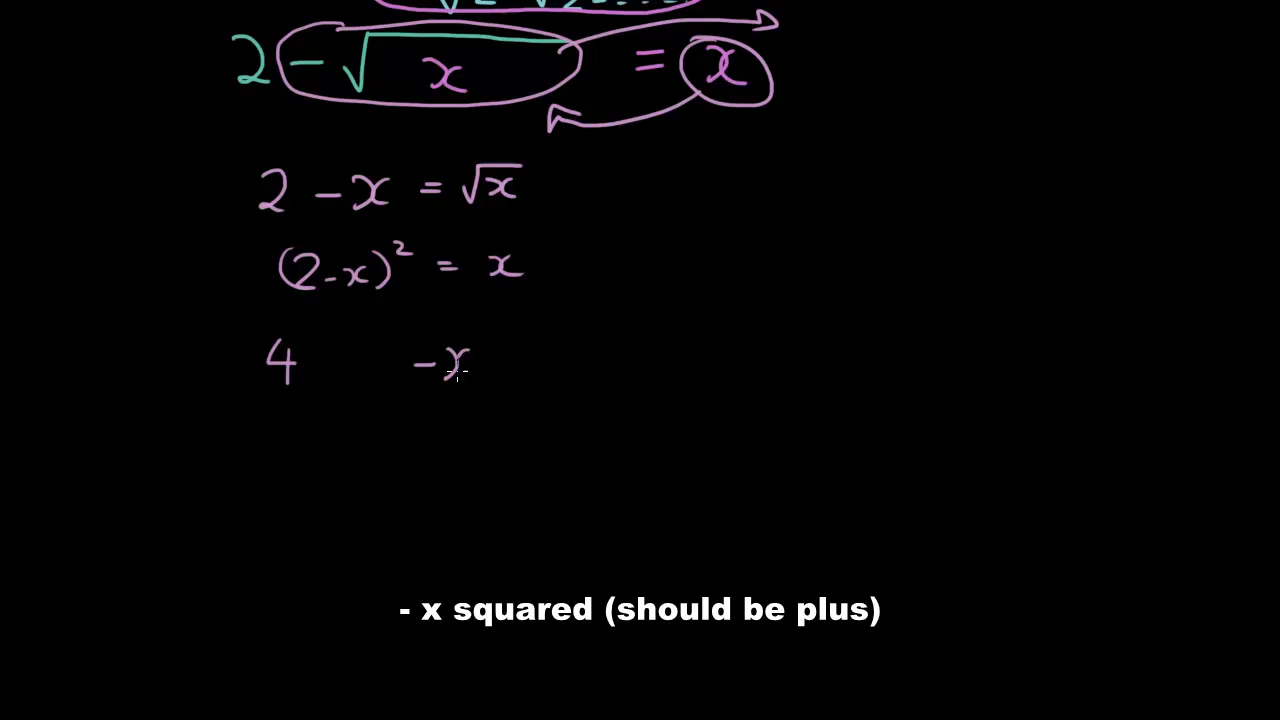 2 - √x = x
2 - x = √x
(2-x)² = x
4 -x
- x squared (should be plus)